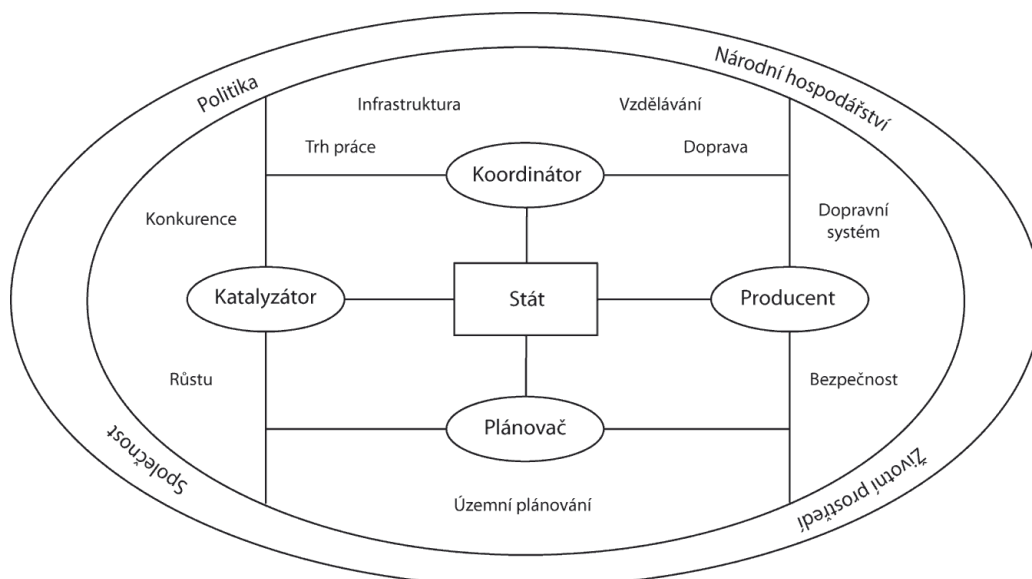 Politika
Národní hospodářství
Infrastruktura
Vzdělávání
Trh práce
Doprava
Koordinátor
Konkurence
Dopravní
systém
Katalyzátor
Stát
Producent
Růstu
Bezpečnost
Plánovač
Společnost
Životní prostředí
Územní plánování